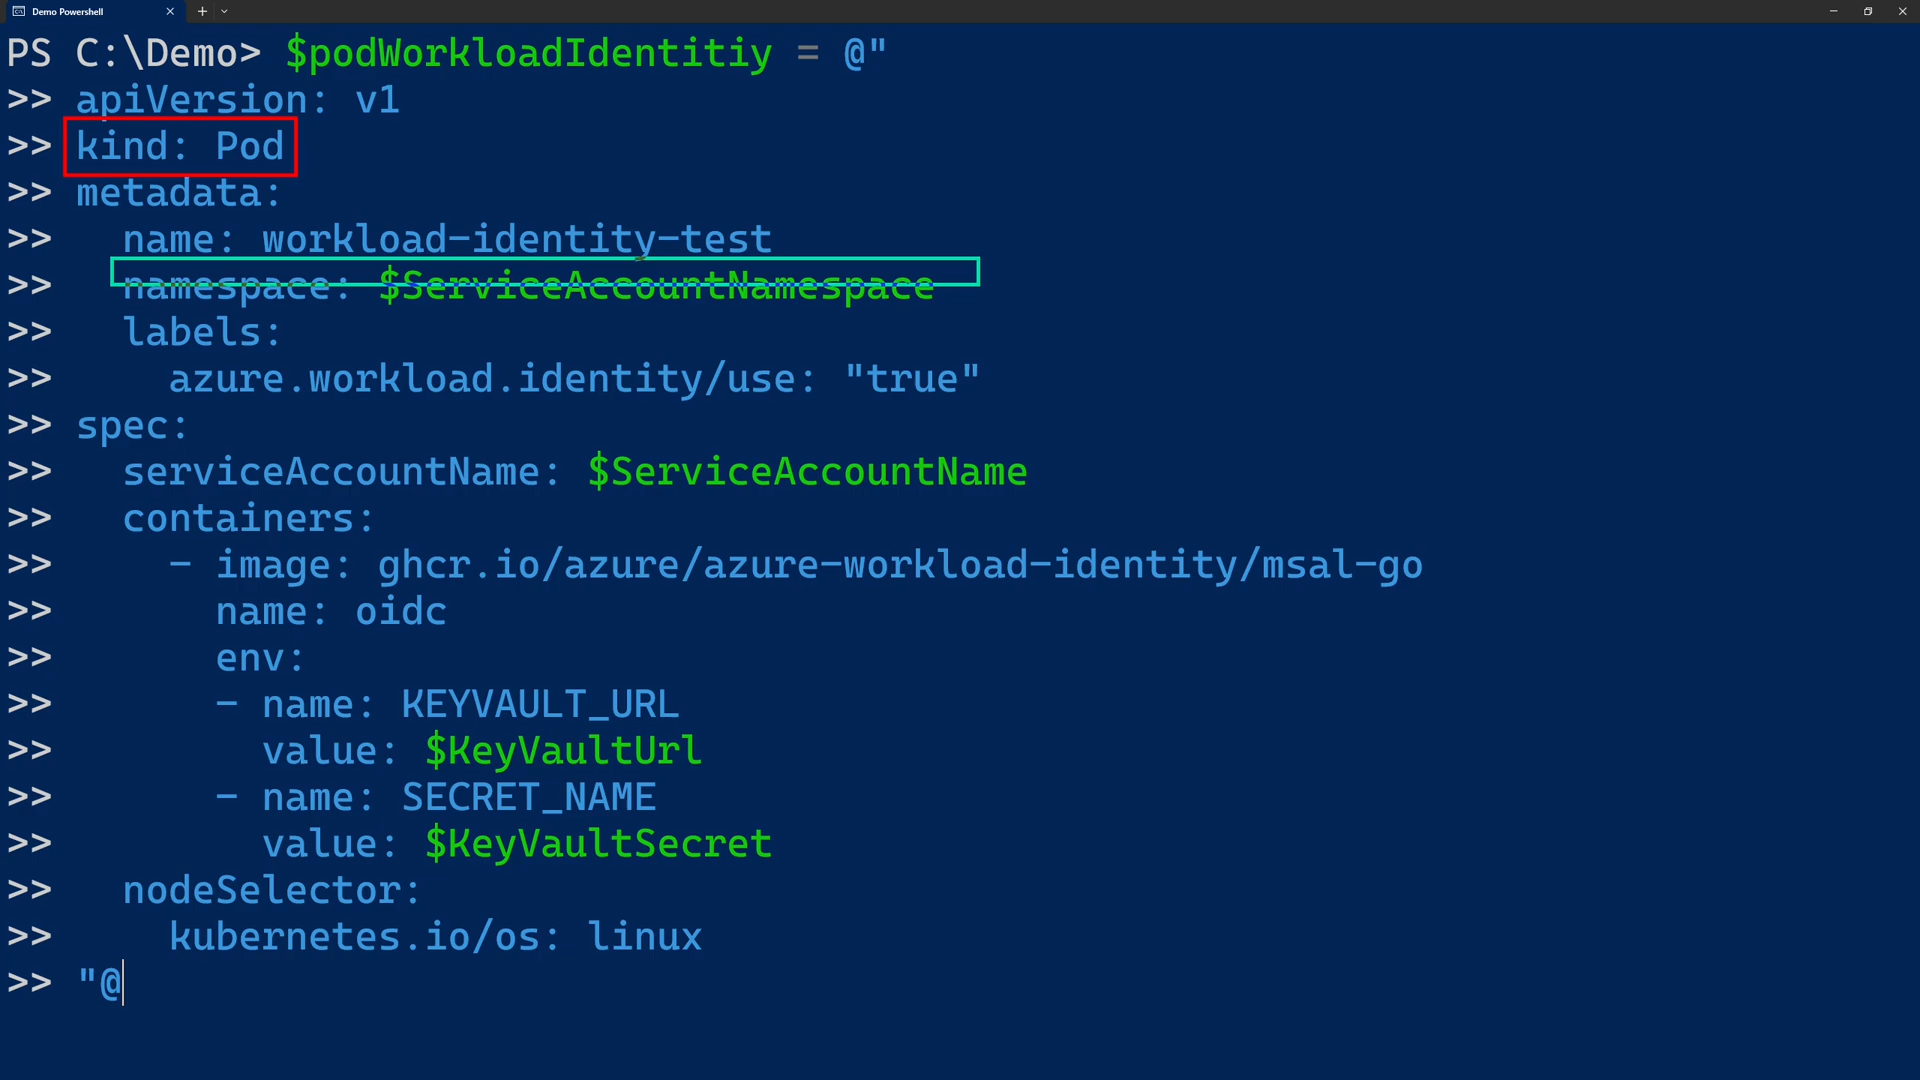 Demo Powershell
PS C:\Demo> $podWorkloadIdentitiy = @"
>> apiVersion: v1
>> kind: Pod
>> metadata:
>>   name: workload-identity-test
>>   namespace: $ServiceAccountNamespace
>>   labels:
>>     azure.workload.identity/use: "true"
>> spec:
>>   serviceAccountName: $ServiceAccountName
>>   containers:
>>     - image: ghcr.io/azure/azure-workload-identity/msal-go
>>       name: oidc
>>       env:
>>       - name: KEYVAULT_URL
>>         value: $KeyVaultUrl
>>       - name: SECRET_NAME
>>         value: $KeyVaultSecret
>>   nodeSelector:
>>     kubernetes.io/os: linux
>> "@